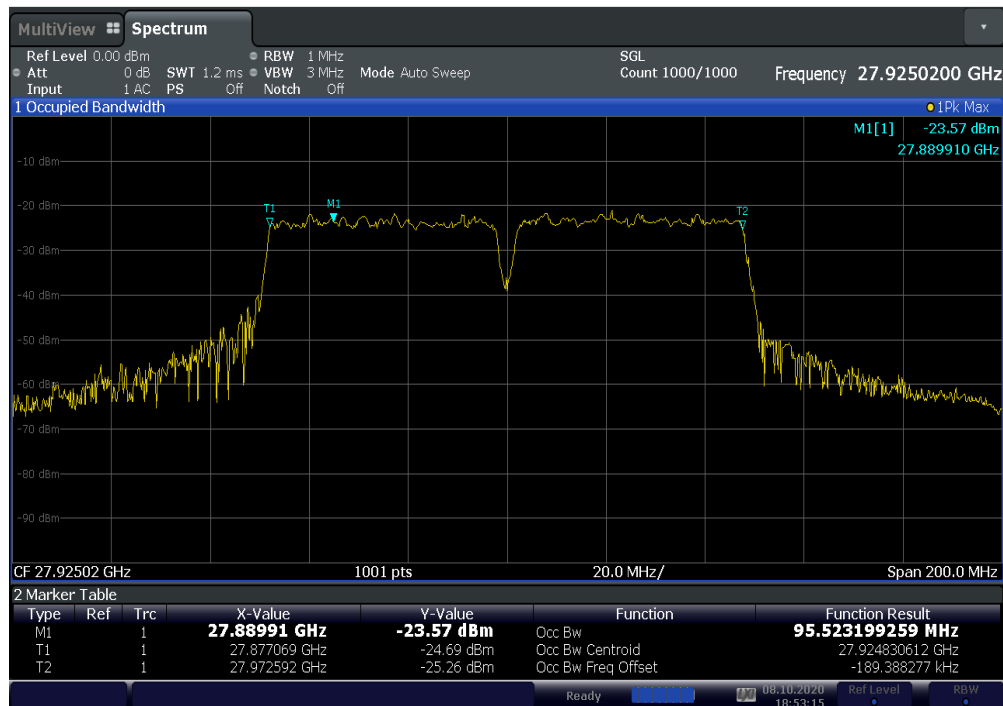 MultiView Spectrum
Ref Level 0.00 dBm RBW 1 MHz SGL
Att 0 dB SWT 1.2 ms VBW 3 MHz Mode Auto Sweep Count 1000/1000 Frequency 27.9250200 GHz
Input 1 AC PS Off Notch Off
1 Occupied Bandwidth 1Pk Max
M1[1] -23.57 dBm
27.889910 GHz
-10 dBm
-20 dBm
T1 M1 T2
-30 dBm
-40 dBm
-50 dBm
-60 dBm
-70 dBm
-80 dBm
-90 dBm
CF 27.92502 GHz 1001 pts 20.0 MHz/ Span 200.0 MHz
2 Marker Table
Type Ref Trc X-Value Y-Value Function Function Result
M1 1 27.88991 GHz -23.57 dBm Occ Bw 95.523199259 MHz
T1 1 27.877069 GHz -24.69 dBm Occ Bw Centroid 27.924830612 GHz
T2 1 27.972592 GHz -25.26 dBm Occ Bw Freq Offset -189.388277 kHz
Ready 08.10.2020 Ref Level RBW
18:53:15